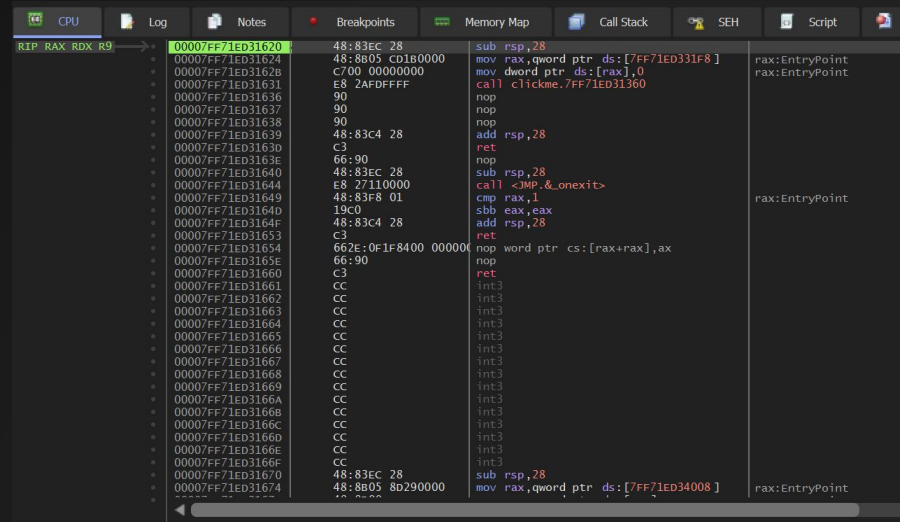 CPU Log Notes Breakpoints Memory Map Call Stack SEH Script
RIP RAX RDX R9 00007FF71ED31620 48:83EC 28 sub rsp,28
00007FF71ED31624 48:8B05 CD1B0000 mov rax,qword ptr ds:[7FF71ED331F8] rax:EntryPoint
00007FF71ED3162B C700 00000000 mov dword ptr ds:[rax],0 rax:EntryPoint
00007FF71ED31631 E8 2AFDFFFF call clickme.7FF71ED31360
00007FF71ED31636 90 nop
00007FF71ED31637 90 nop
00007FF71ED31638 90 nop
00007FF71ED31639 48:83C4 28 add rsp,28
00007FF71ED3163D C3 ret
00007FF71ED3163E 66:90 nop
00007FF71ED31640 48:83EC 28 sub rsp,28
00007FF71ED31644 E8 27110000 call <JMP.&_onexit>
00007FF71ED31649 48:83F8 01 cmp rax,1 rax:EntryPoint
00007FF71ED3164D 19C0 sbb eax,eax
00007FF71ED3164F 48:83C4 28 add rsp,28
00007FF71ED31653 C3 ret
00007FF71ED31654 662E:0F1F8400 000000 nop word ptr cs:[rax+rax],ax
00007FF71ED3165E 66:90 nop
00007FF71ED31660 C3 ret
00007FF71ED31661 CC int3
00007FF71ED31662 CC int3
00007FF71ED31663 CC int3
00007FF71ED31664 CC int3
00007FF71ED31665 CC int3
00007FF71ED31666 CC int3
00007FF71ED31667 CC int3
00007FF71ED31668 CC int3
00007FF71ED31669 CC int3
00007FF71ED3166A CC int3
00007FF71ED3166B CC int3
00007FF71ED3166C CC int3
00007FF71ED3166D CC int3
00007FF71ED3166E CC int3
00007FF71ED3166F CC int3
00007FF71ED31670 48:83EC 28 sub rsp,28
00007FF71ED31674 48:8B05 8D290000 mov rax,qword ptr ds:[7FF71ED34008] rax:EntryPoint